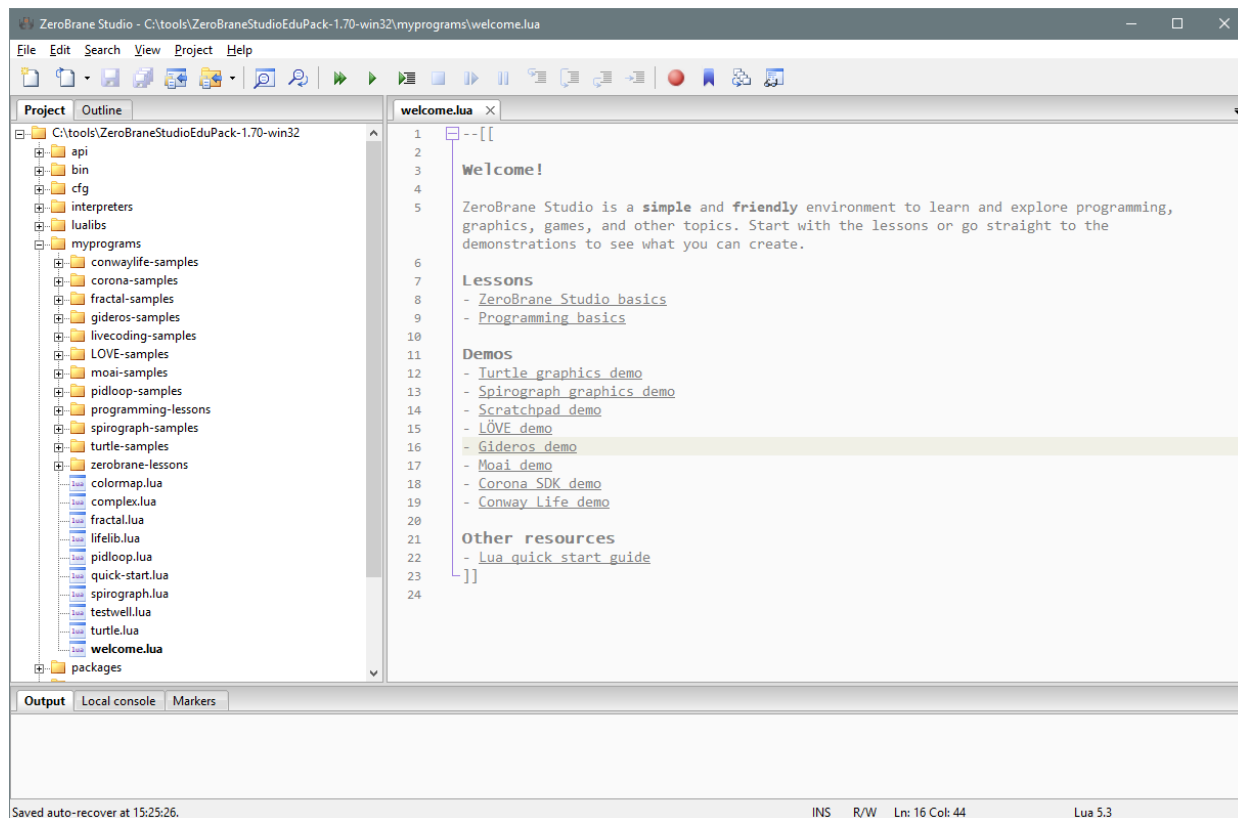 ZeroBrane Studio - C:\tools\ZeroBraneStudioEduPack-1.70-win32\myprograms\welcome.lua
File Edit Search View Project Help
Project Outline
C:\tools\ZeroBraneStudioEduPack-1.70-win32
api
bin
cfg
interpreters
lualibs
myprograms
conwaylife-samples
corona-samples
fractal-samples
gideros-samples
livecoding-samples
LOVE-samples
moai-samples
pidloop-samples
programming-lessons
spirograph-samples
turtle-samples
zerobrane-lessons
colormap.lua
complex.lua
fractal.lua
lifelib.lua
pidloop.lua
quick-start.lua
spirograph.lua
testwell.lua
turtle.lua
welcome.lua
packages
welcome.lua
1 --[[
2
3 Welcome!
4
5 ZeroBrane Studio is a simple and friendly environment to learn and explore programming,
graphics, games, and other topics. Start with the lessons or go straight to the
demonstrations to see what you can create.
6
7 Lessons
8 - ZeroBrane Studio basics
9 - Programming basics
10
11 Demos
12 - Turtle graphics demo
13 - Spirograph graphics demo
14 - Scratchpad demo
15 - LÖVE demo
16 - Gideros demo
17 - Moai demo
18 - Corona SDK demo
19 - Conway Life demo
20
21 Other resources
22 - Lua quick start guide
23 ]]
24
Output Local console Markers
Saved auto-recover at 15:25:26. INS R/W Ln: 16 Col: 44 Lua 5.3